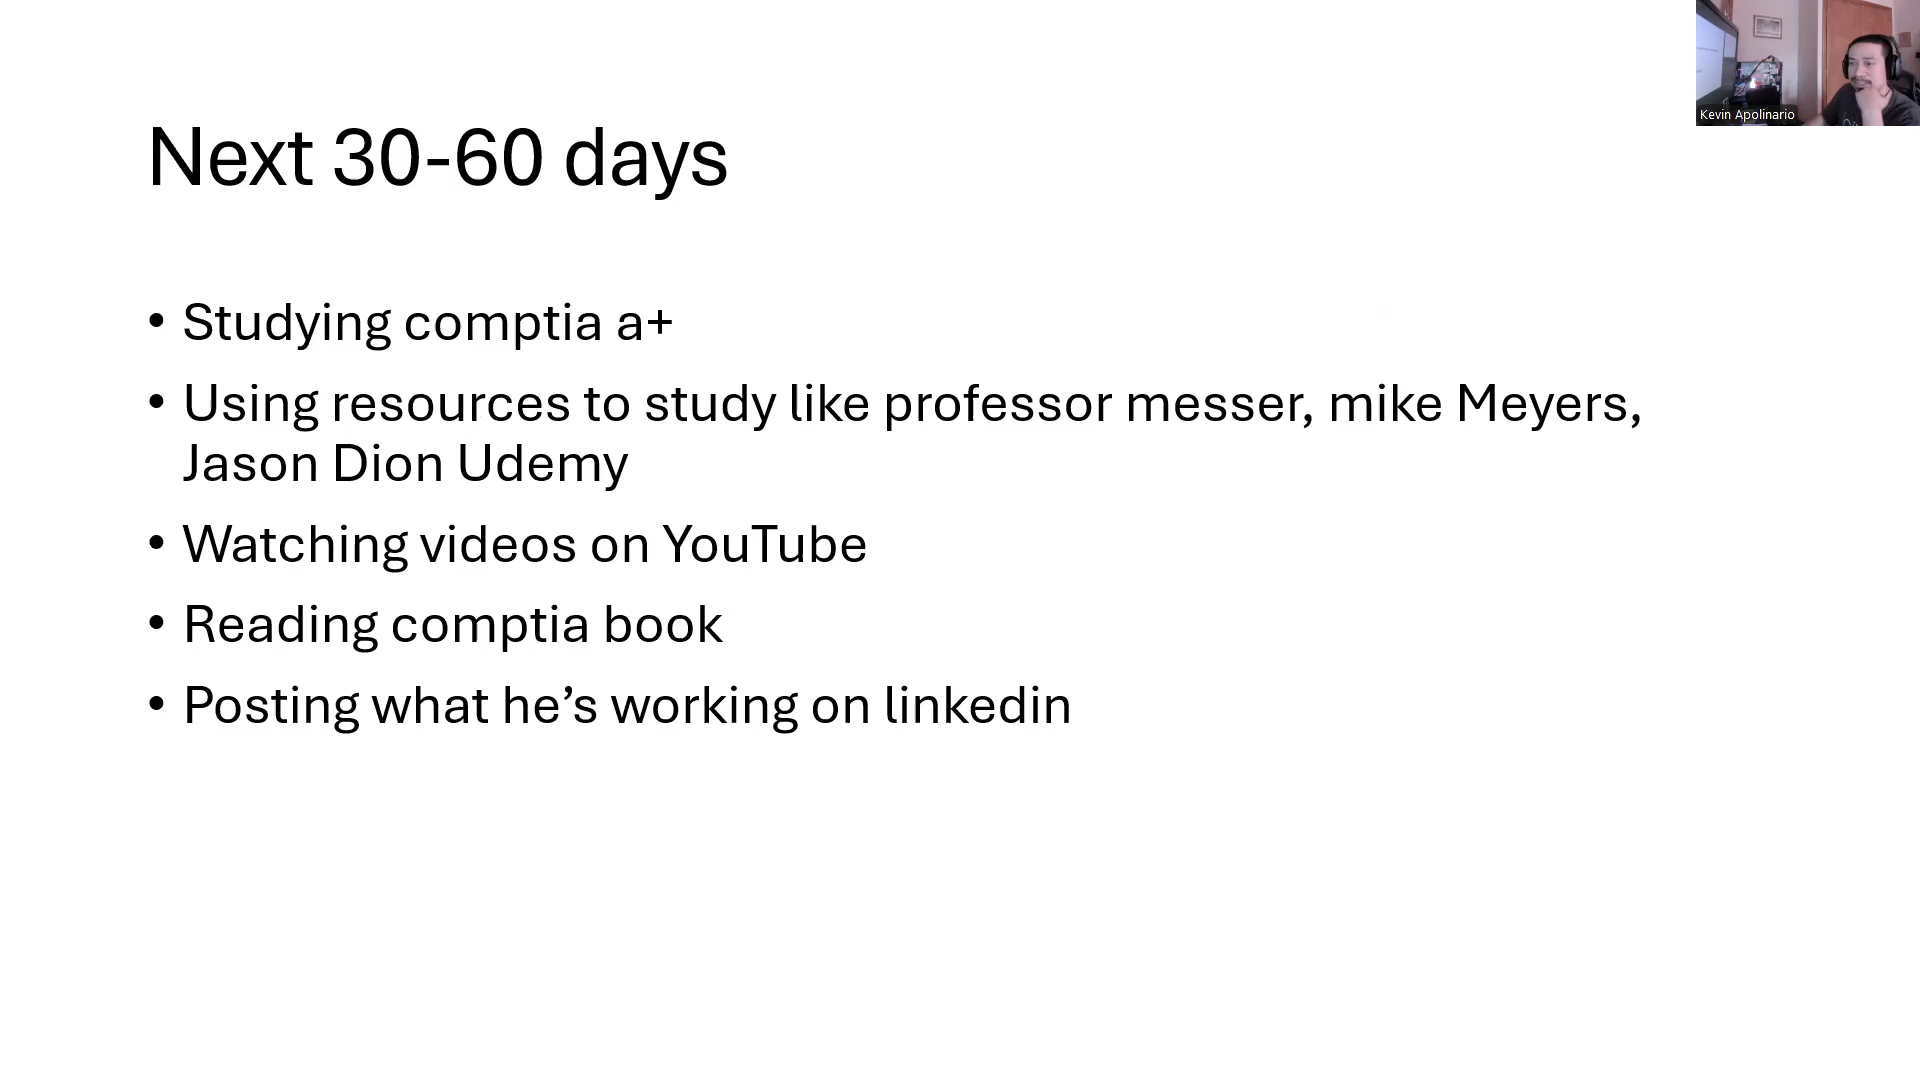 Next 30-60 days
• Studying comptia a+
• Using resources to study like professor messer, mike Meyers,
Jason Dion Udemy
• Watching videos on YouTube
• Reading comptia book
• Posting what he’s working on linkedin
Kevin Apolinario